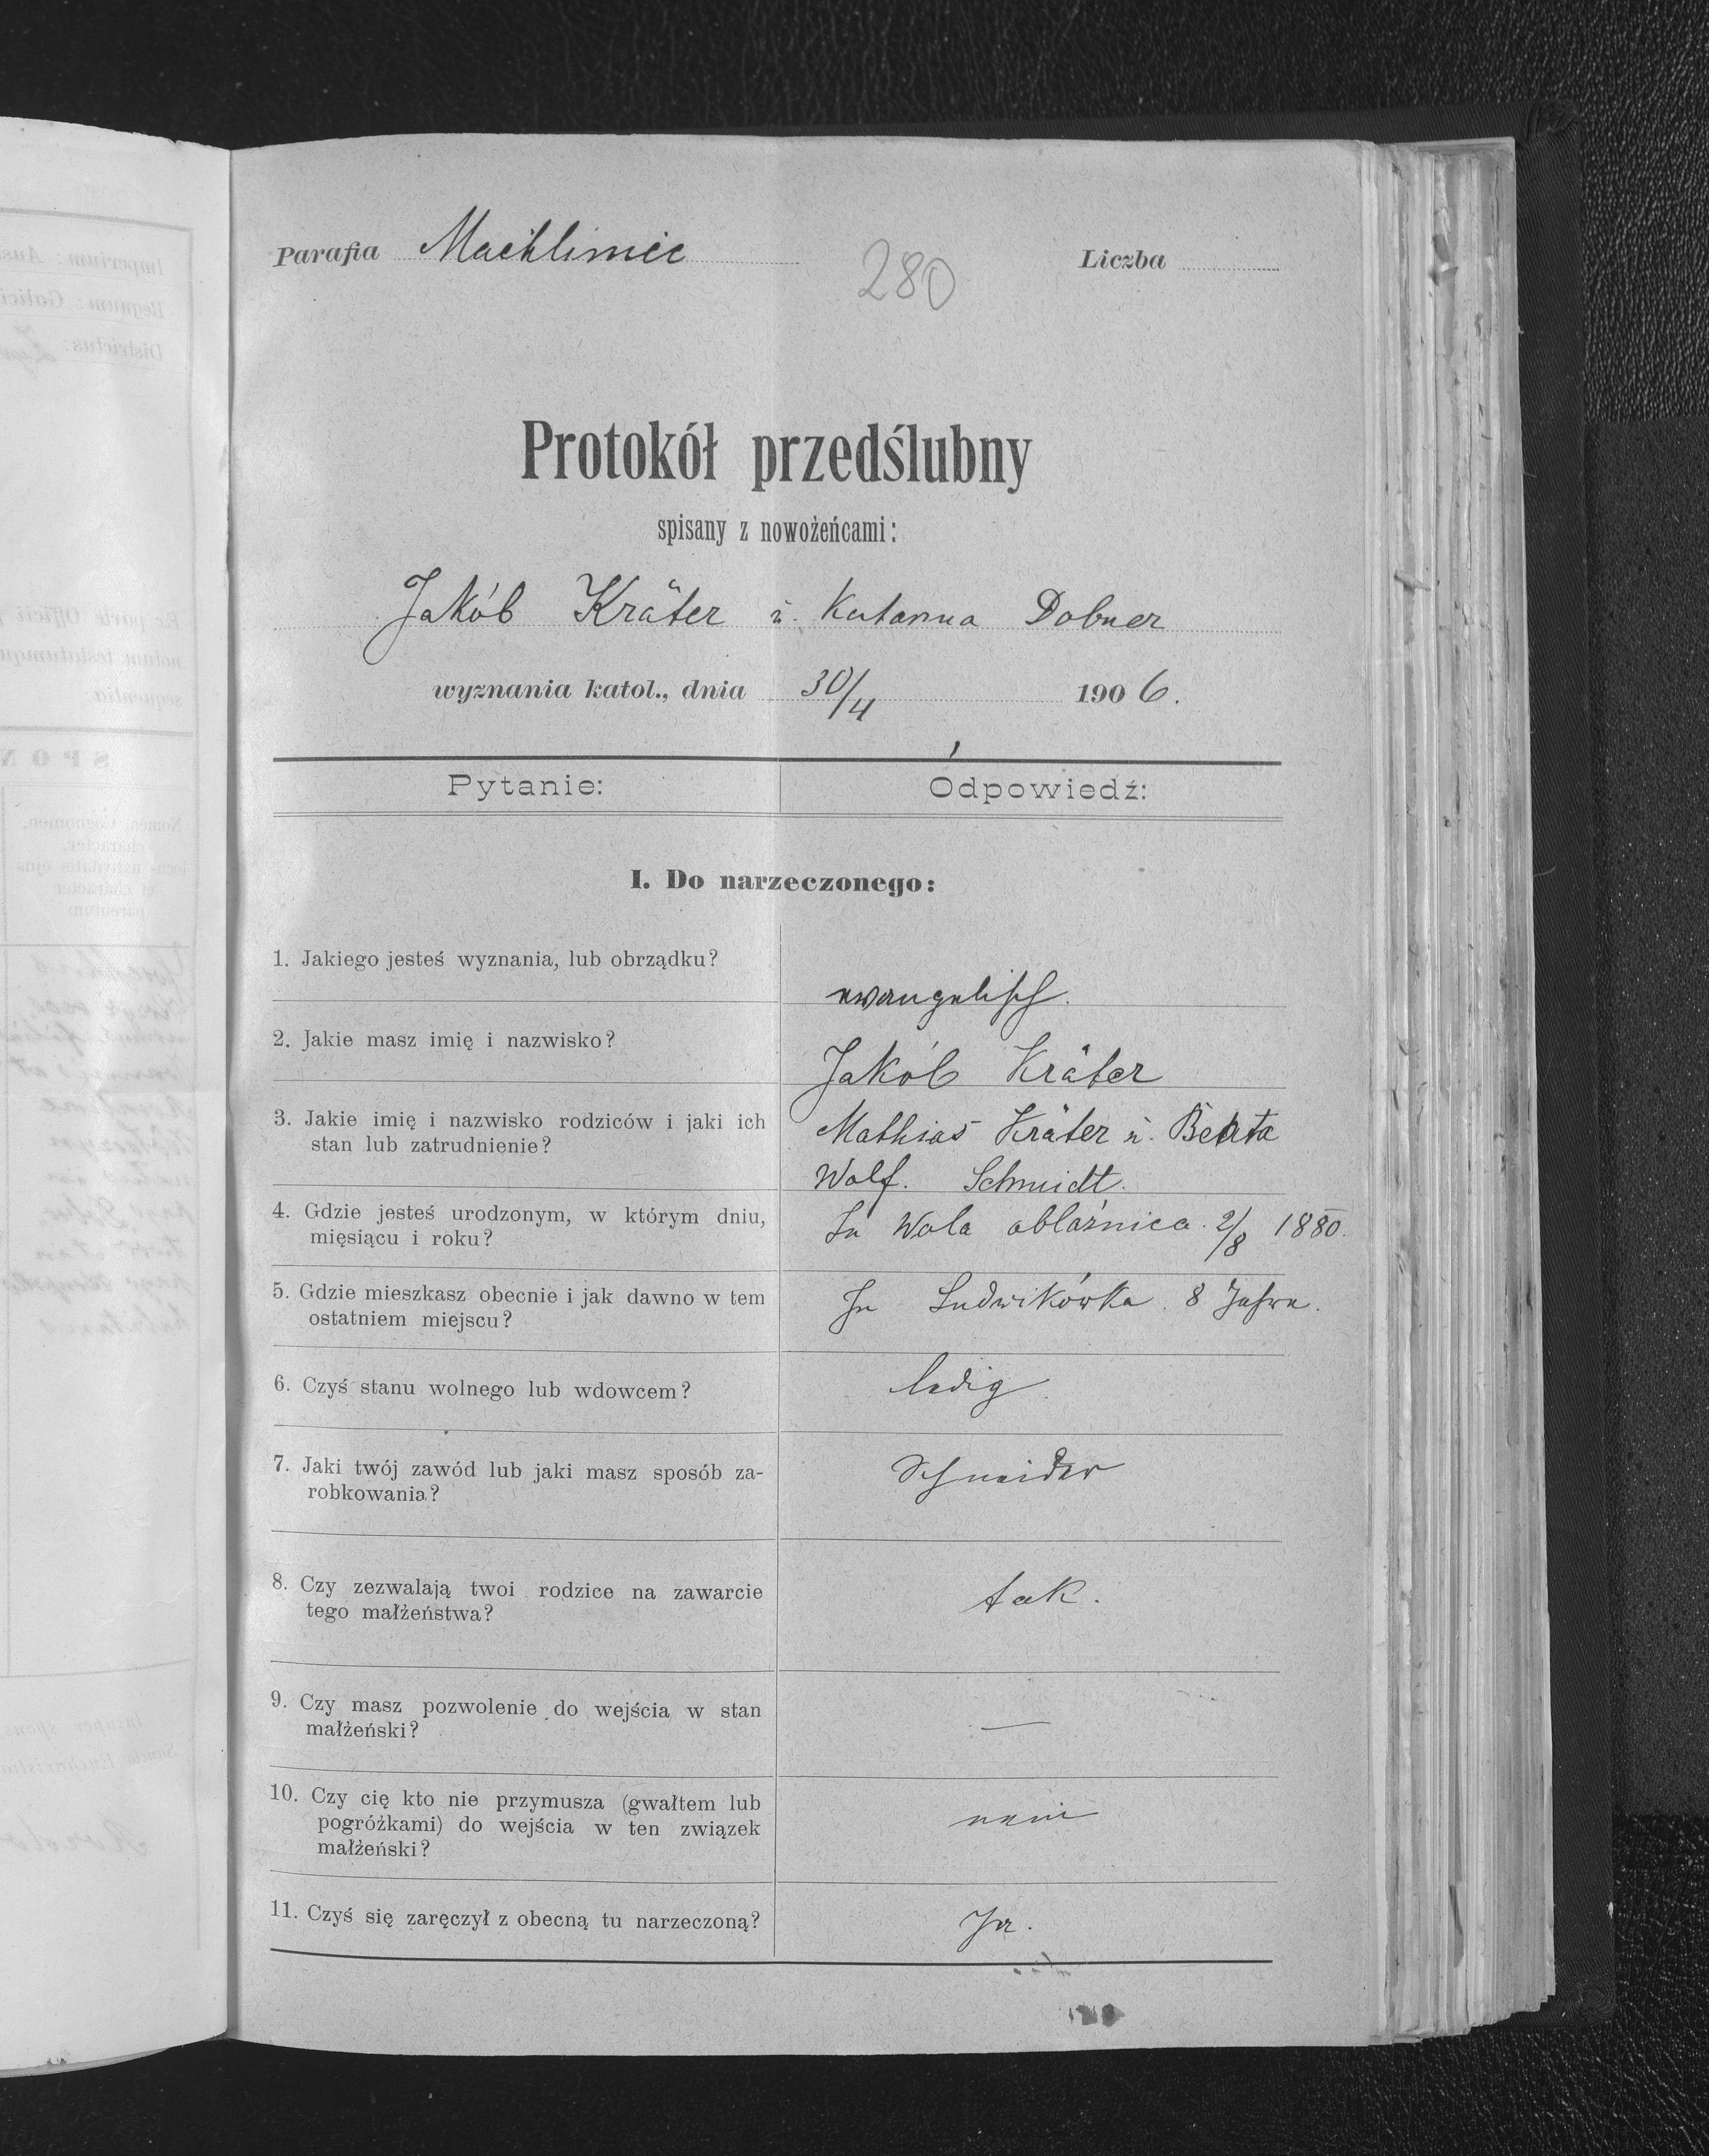 Parafia Machliniec
280
Liczba
Protokół przedślubny
spisany z nowożeńcami:
Jakób Kräter u. Katarina Dobner
wyznania katol., dnia 30/4 1906.
Pytanie:
Odpowiedź:
I. Do narzeczonego:
1. Jakiego jesteś wyznania, lub obrządku?
evangelisch.
2. Jakie masz imię i nazwisko?
Jakób Kräter
3. Jakie imię i nazwisko rodziców i jaki ich
stan lub zatrudnienie?
Mathias Kräter u. Berta
Wolf. Schmidt.
4. Gdzie jesteś urodzonym, w którym dniu,
mięsiącu i roku?
In Wola oblaźnica. 2/8 1880.
5. Gdzie mieszkasz obecnie i jak dawno w tem
ostatniem miejscu?
In Ludwikówka. 8 Jahre.
6. Czyś stanu wolnego lub wdowcem?
ledig.
7. Jaki twój zawód lub jaki masz sposób za-
robkowania?
Schneider
8. Czy zezwalają twoi rodzice na zawarcie
tego małżeństwa?
tak.
9. Czy masz pozwolenie do wejścia w stan
małżeński?
—
10. Czy cię kto nie przymusza (gwałtem lub
pogróżkami) do wejścia w ten związek
małżeński?
nein
11. Czyś się zaręczył z obecną tu narzeczoną?
Ja.